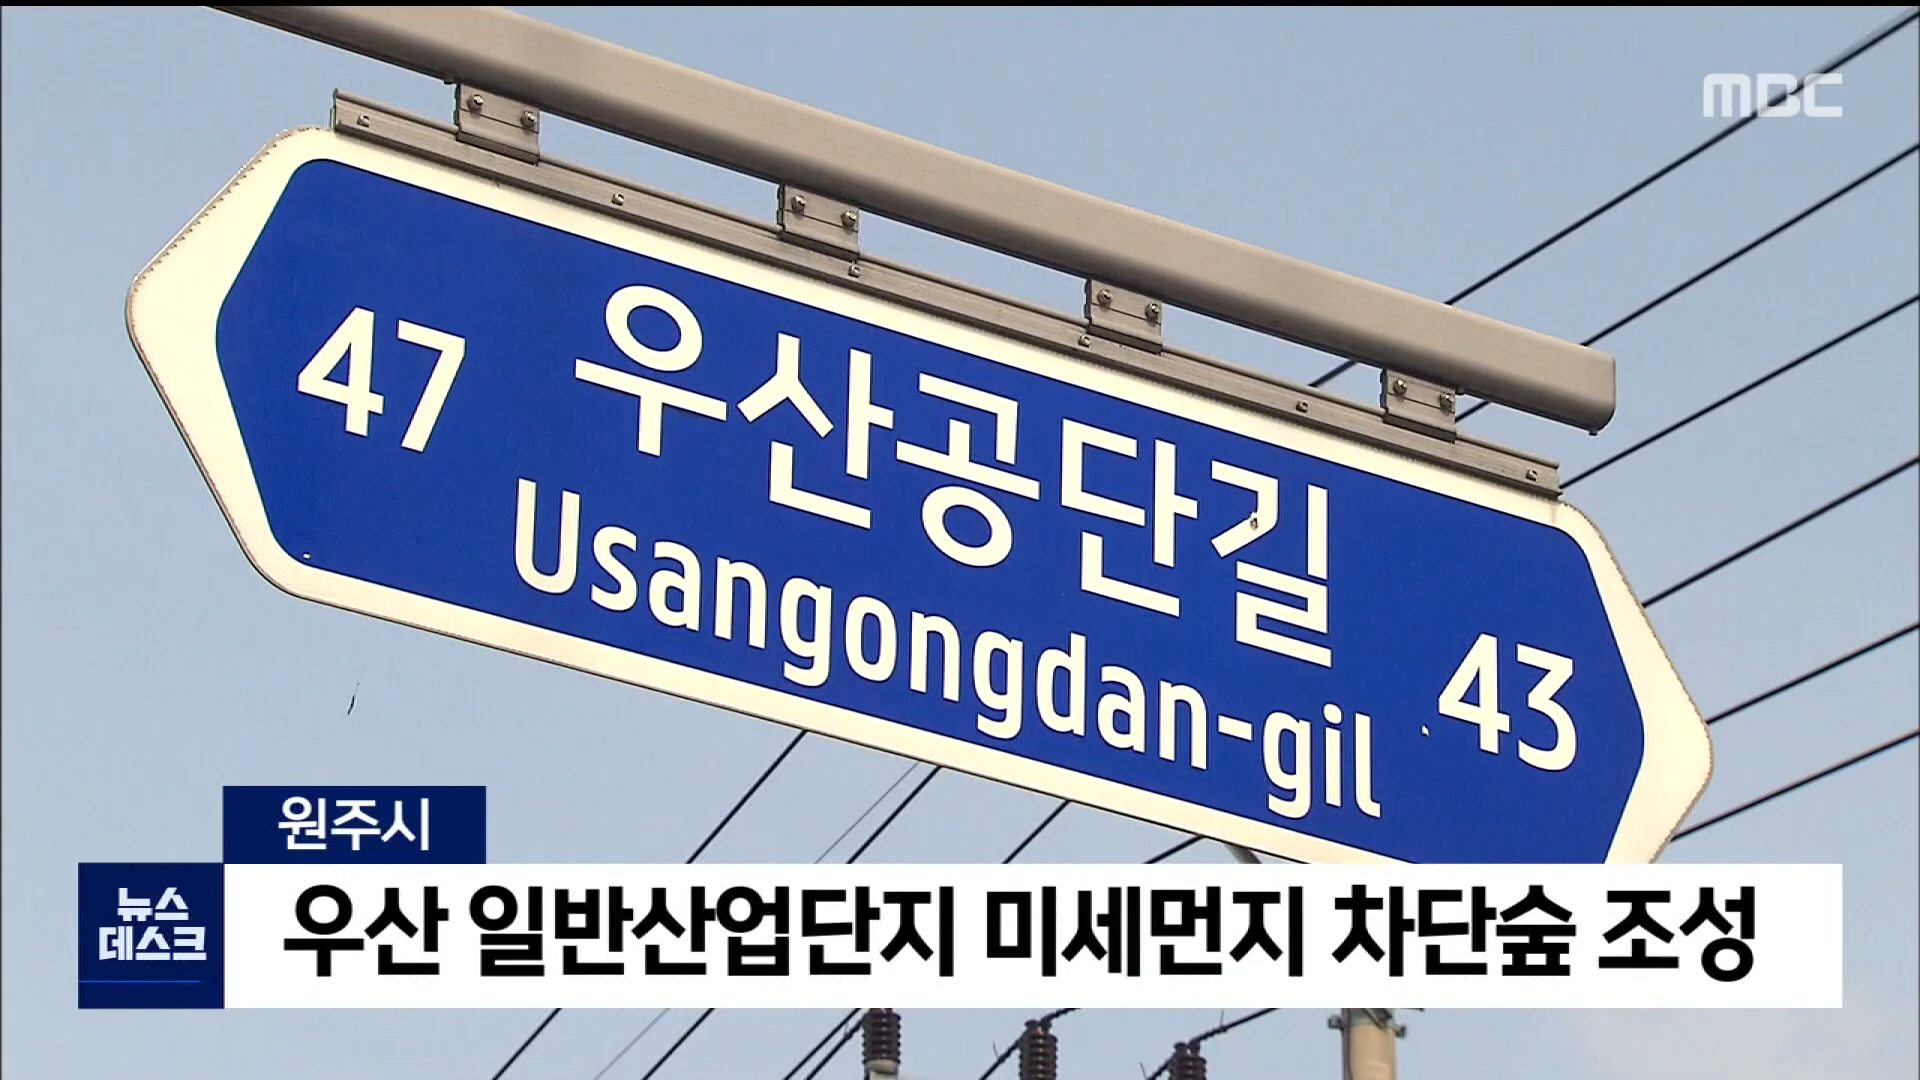 MBC
47 우산공단길 43
Usangongdan-gil
원주시
뉴스
데스크
우산 일반산업단지 미세먼지 차단숲 조성